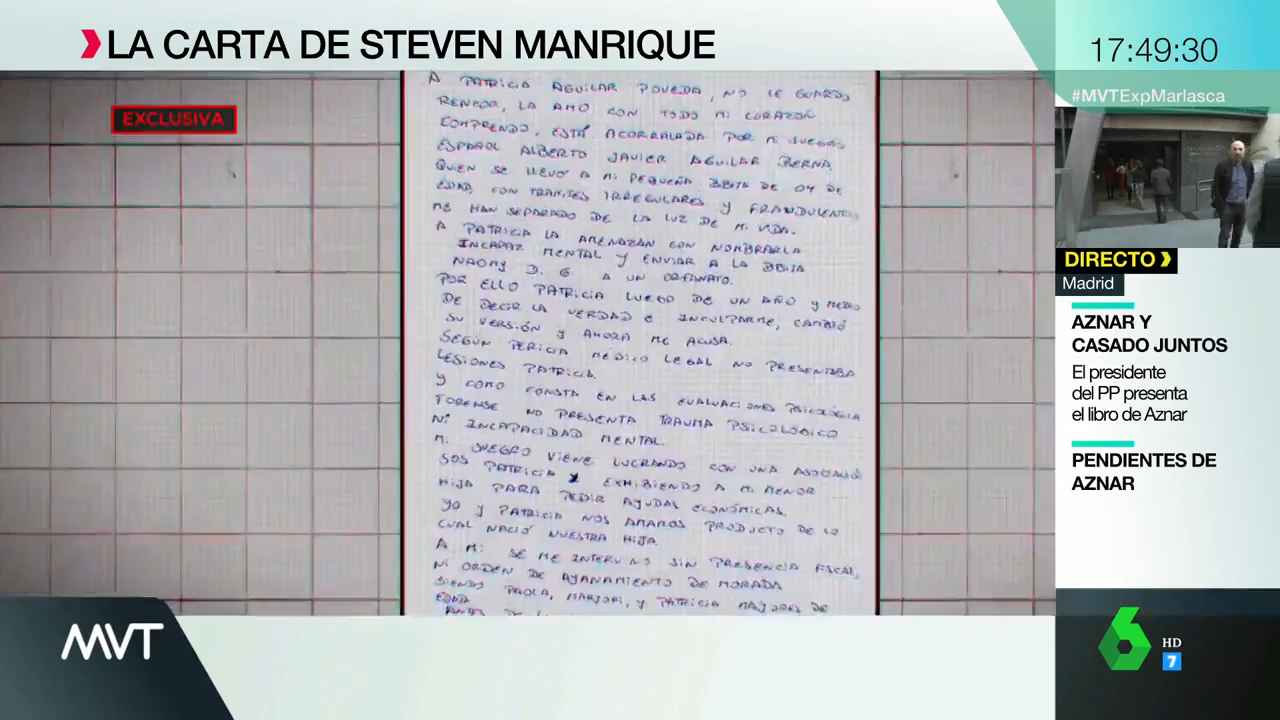 LA CARTA DE STEVEN MANRIQUE
17:49:30
#MVTExpMarlasca
EXCLUSIVA
A PATRICIA AGUILAR POVEDA, NO LE GUARDO
RENCOR, LA AMO CON TODO MI CORAZÓN
COMPRENDO, ESTÁ ACORRALADA POR MI SUEGRO
ESPAÑOL ALBERTO JAVIER AGUILAR BERNA
QUIEN SE LLEVÓ A MI PEQUEÑA BBITA DE 04 DE
EDAD, CON TRAMITES IRREGULARES Y FRAUDULENTOS
ME HAN SEPARADO DE LA LUZ DE MI VIDA.
A PATRICIA LA AMENAZAN CON NOMBRARLA
INCAPAZ MENTAL Y ENVIAR A LA BBITA
NAOMY D. G A UN ORFANATO.
POR ELLO PATRICIA LUEGO DE UN AÑO Y MEDIO
DE DECIR LA VERDAD E INCULPARME, CAMBIÓ
SU VERSIÓN Y AHORA ME ACUSA.
SEGÚN PERICIA MÉDICO LEGAL NO PRESENTABA
LESIONES PATRICIA.
Y COMO CONSTA EN LAS EVALUACIONES PSICOLÓGICA
FORENSE NO PRESENTA TRAUMA PSICOLÓGICO
NI INCAPACIDAD MENTAL.
MI SUEGRO VIENE LUCRANDO CON UNA ASOCIACIÓN
SOS PATRICIA Y EXHIBIENDO A MI MENOR
HIJA PARA PEDIR AYUDAS ECONÓMICAS.
YO Y PATRICIA NOS AMAMOS PRODUCTO DE LO
CUAL NACIÓ NUESTRA HIJA.
A MI SE ME INTERVINO SIN PRESENCIA FISCAL,
NI ORDEN DE AYANAMIENTO DE MORADA
SIENDO PAOLA, MARJORI, Y PATRICIA MAYORES DE
EDAD
DIRECTO
Madrid
AZNAR Y
CASADO JUNTOS
El presidente
del PP presenta
el libro de Aznar
PENDIENTES DE
AZNAR
MVT
6
HD
7